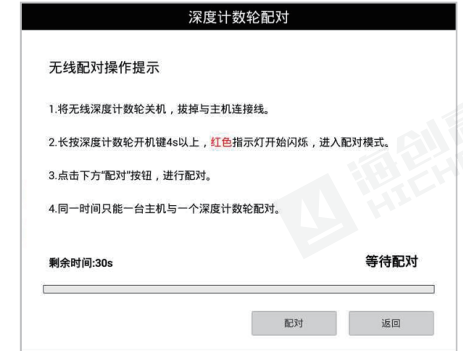 深度计数轮配对
无线配对操作提示
1.将无线深度计数轮关机，拔掉与主机连接线。
2.长按深度计数轮开机键4s以上，红色指示灯开始闪烁，进入配对模式。
3.点击下方"配对"按钮，进行配对。
4.同一时间只能一台主机与一个深度计数轮配对。
海创高
HICHE
剩余时间:30s 等待配对
配对 返回